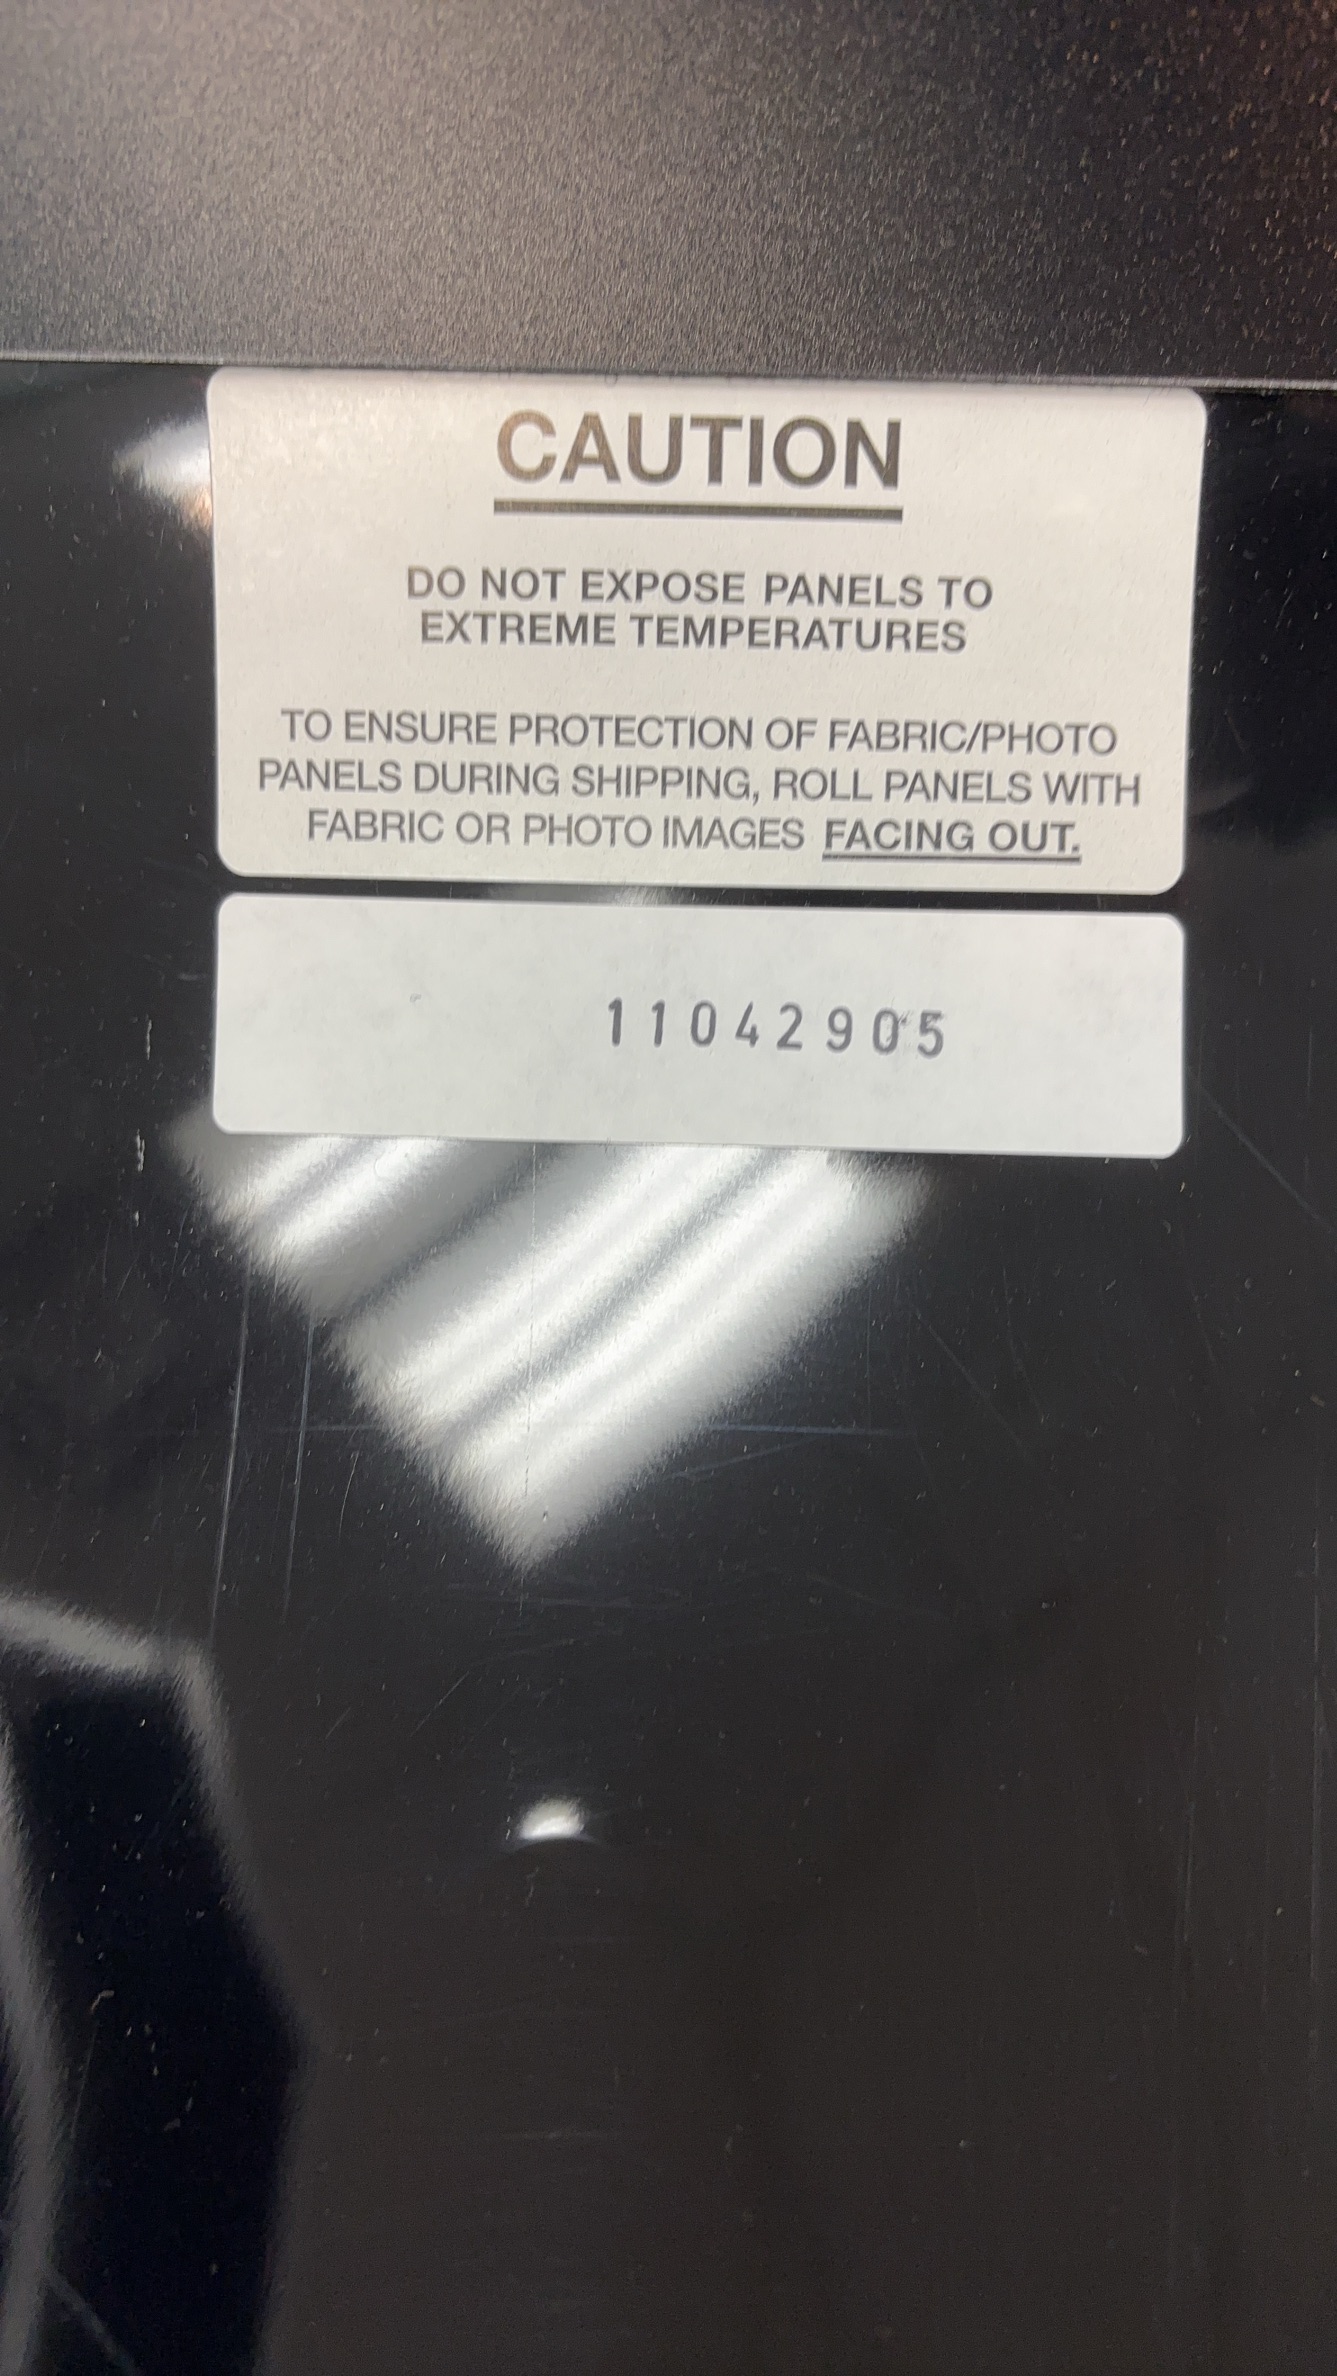 CAUTION
DO NOT EXPOSE PANELS TO
EXTREME TEMPERATURES
TO ENSURE PROTECTION OF FABRIC/PHOTO
PANELS DURING SHIPPING, ROLL PANELS WITH
FABRIC OR PHOTO IMAGES FACING OUT.
11042905